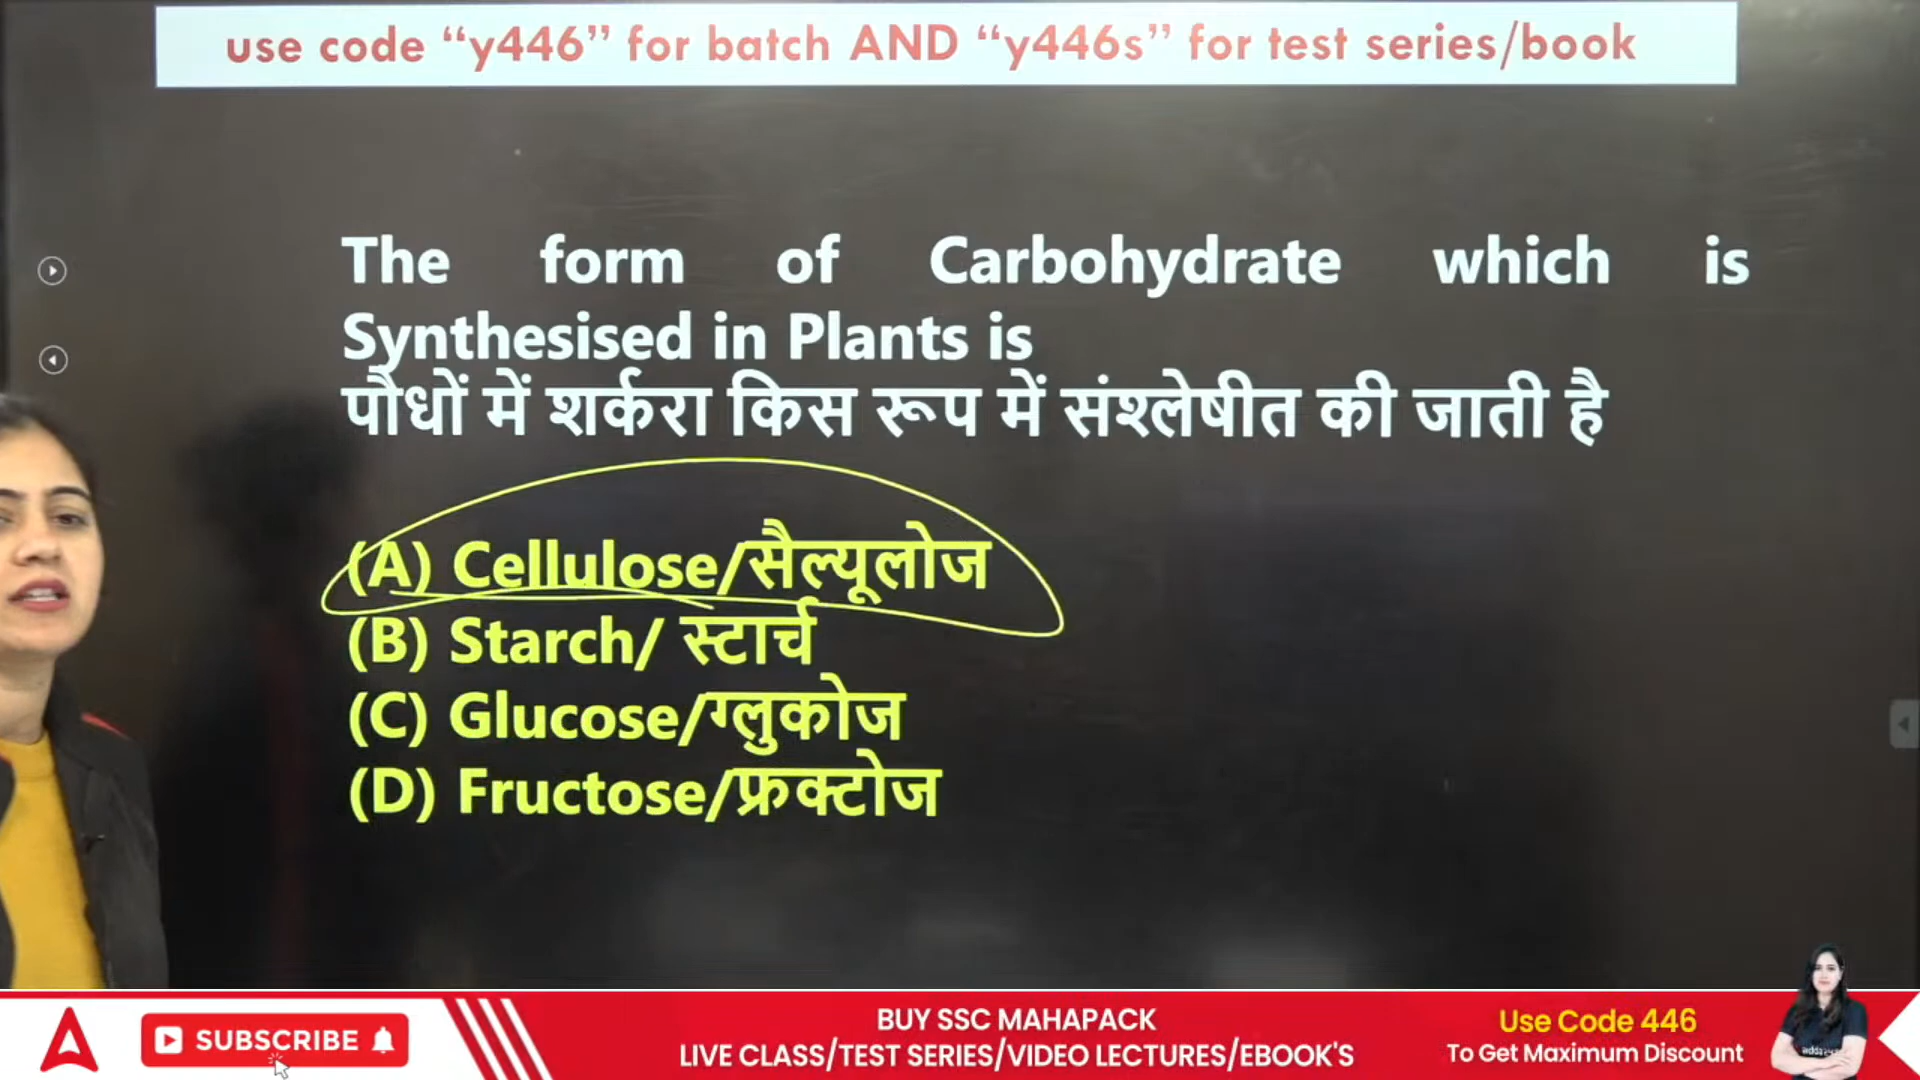 use code “y446” for batch AND “y446s” for test series/book
The form of Carbohydrate which is
Synthesised in Plants is
पौधों में शर्करा किस रूप में संश्लेषीत की जाती है
(A) Cellulose/सैल्यूलोज
(B) Starch/ स्टार्च
(C) Glucose/ग्लुकोज
(D) Fructose/फ्रक्टोज
SUBSCRIBE
BUY SSC MAHAPACK
LIVE CLASS/TEST SERIES/VIDEO LECTURES/EBOOK'S
Use Code 446
To Get Maximum Discount